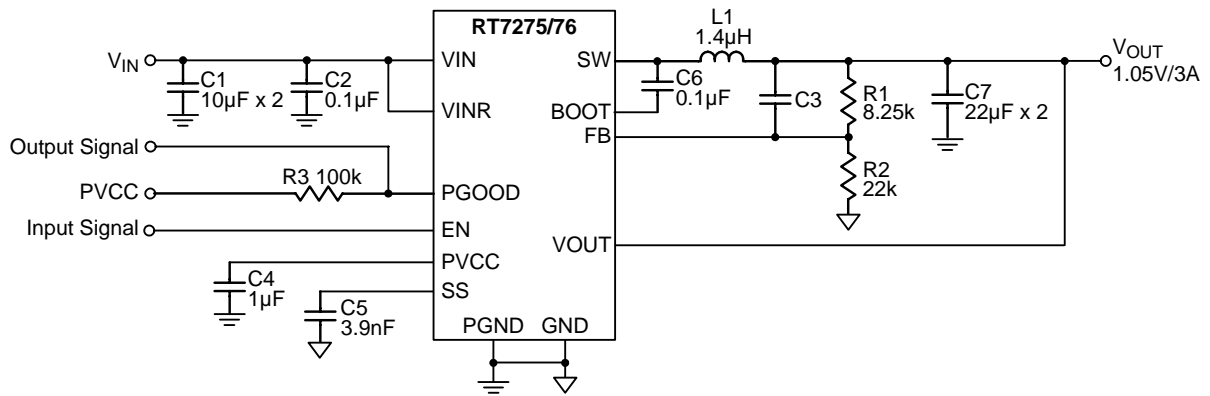 RT7275/76
VIN
C1
10µF x 2
C2
0.1µF
VIN
VINR
Output Signal
PVCC
R3 100k
PGOOD
Input Signal
EN
PVCC
C4
1µF
SS
C5
3.9nF
PGND GND
SW
BOOT
FB
VOUT
C6
0.1µF
L1
1.4µH
C3
R1
8.25k
R2
22k
C7
22µF x 2
VOUT
1.05V/3A